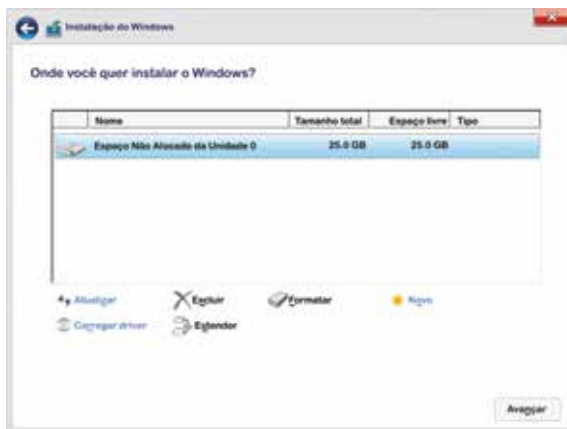 Instalação do Windows
Onde você quer instalar o Windows?
Nome Tamanho total Espaço livre Tipo
Espaço Não Alocado da Unidade 0 25.0 GB 25.0 GB
Atualizar Excluir Formatar Novo
Carregar driver Estender
Avançar